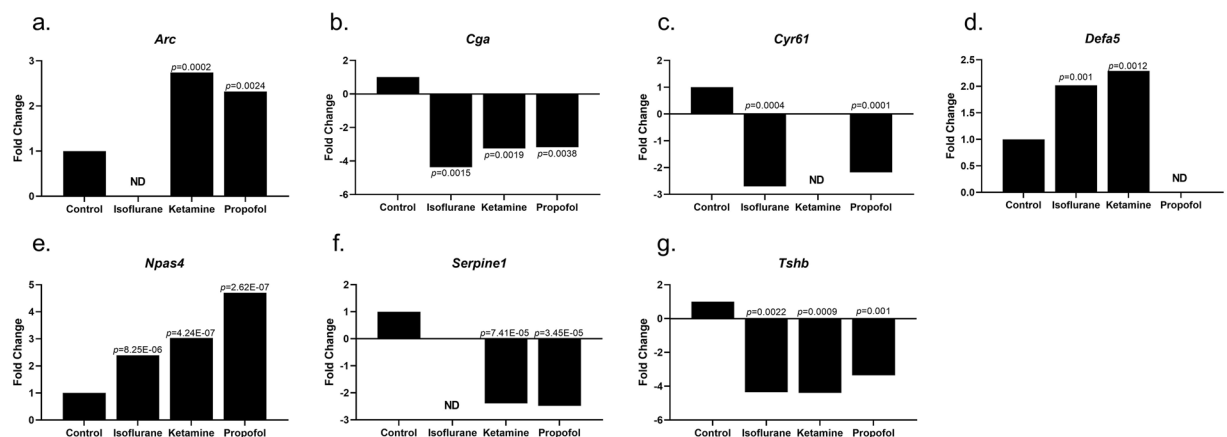 a.
Arc
Fold Change
3
2
1
0
ND
p=0.0002
p=0.0024
Control Isoflurane Ketamine Propofol
b.
Cga
Fold Change
2
0
-2
-4
-6
p=0.0015
p=0.0019
p=0.0038
Control Isoflurane Ketamine Propofol
c.
Cyr61
Fold Change
2
1
0
-1
-2
-3
p=0.0004
ND
p=0.0001
Control Isoflurane Ketamine Propofol
d.
Defa5
Fold Change
2.5
2.0
1.5
1.0
0.5
0.0
p=0.001
p=0.0012
ND
Control Isoflurane Ketamine Propofol
e.
Npas4
Fold Change
5
4
3
2
1
0
p=8.25E-06
p=4.24E-07
p=2.62E-07
Control Isoflurane Ketamine Propofol
f.
Serpine1
Fold Change
2
1
0
-1
-2
-3
ND
p=7.41E-05
p=3.45E-05
Control Isoflurane Ketamine Propofol
g.
Tshb
Fold Change
2
0
-2
-4
-6
p=0.0022
p=0.0009
p=0.001
Control Isoflurane Ketamine Propofol